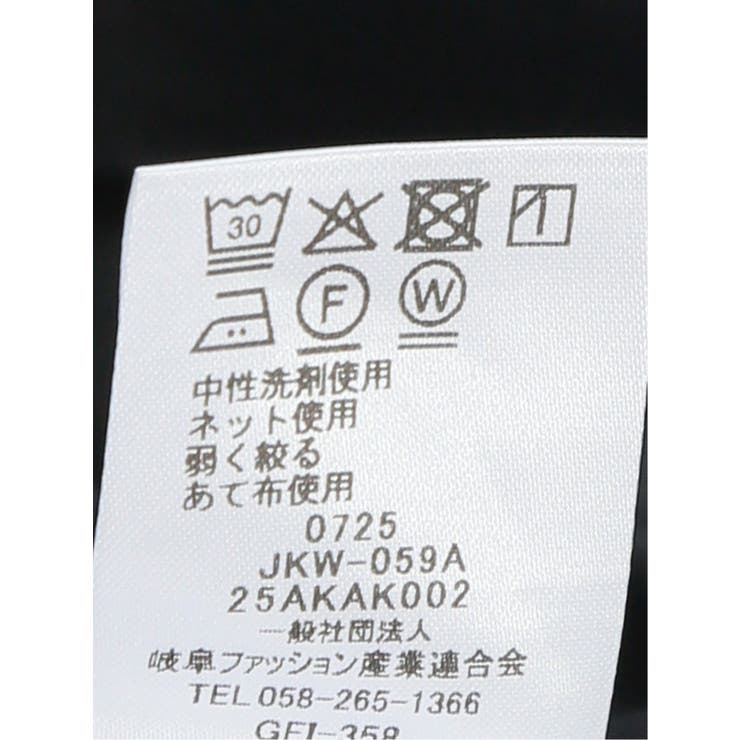 30
F W
中性洗剤使用
ネット使用
弱く絞る
あて布使用
0725
JKW-059A
25AKAK002
一般社団法人
岐阜ファッション産業連合会
TEL 058-265-1366
GFI-358